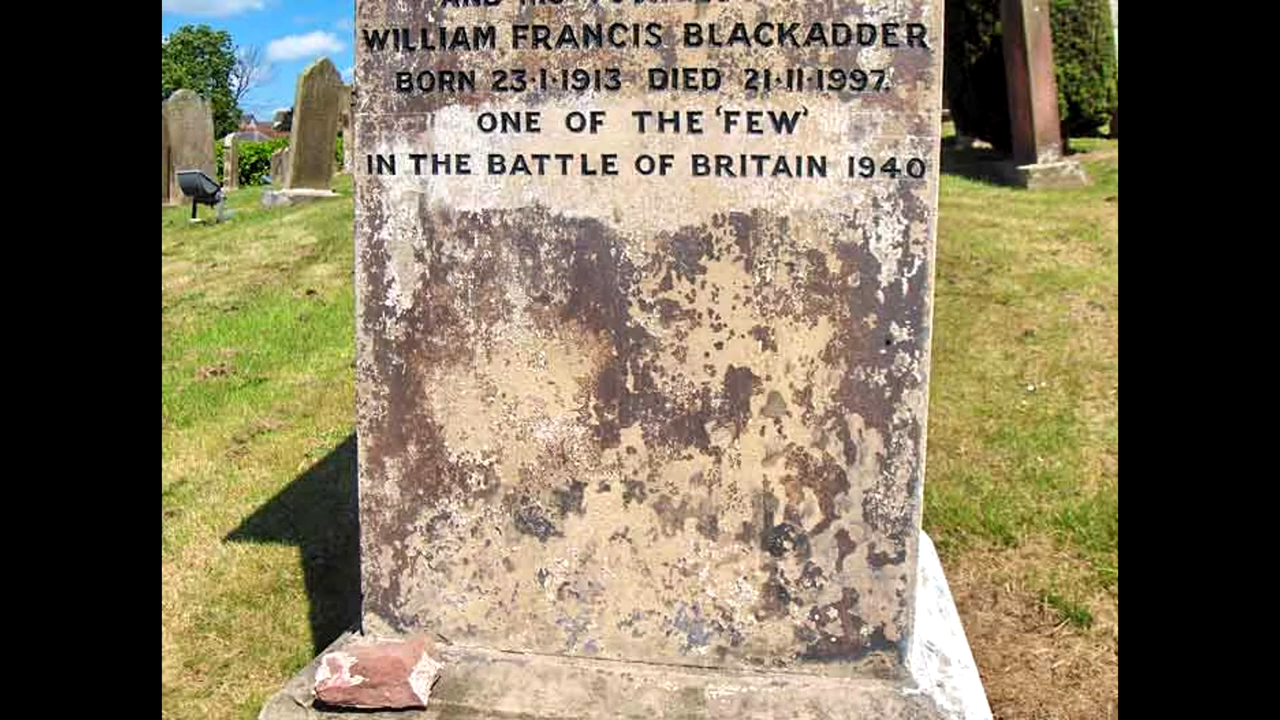 WILLIAM FRANCIS BLACKADDER
BORN 23·1·1913 DIED 21·11·1997.
ONE OF THE 'FEW'
IN THE BATTLE OF BRITAIN 1940